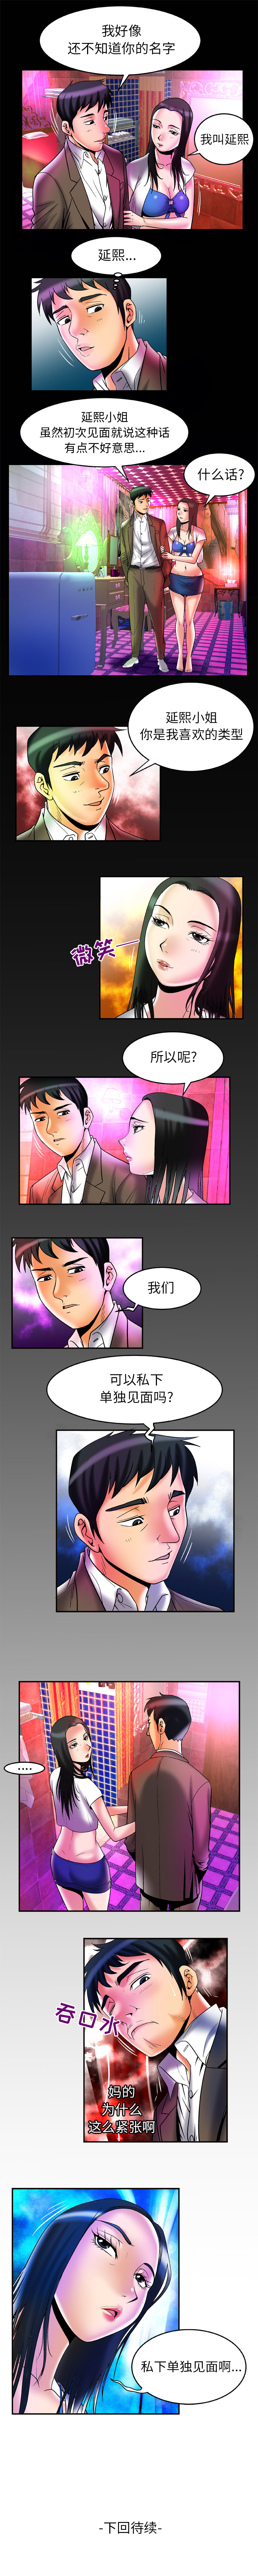 我好像
还不知道你的名字
我叫延熙
延熙...
延熙小姐
虽然初次见面就说这种话
有点不好意思...
什么话?
延熙小姐
你是我喜欢的类型
微笑
所以呢?
我们
可以私下
单独见面吗?
....
吞口水
妈的
为什么
这么紧张啊
私下单独见面啊...
-下回待续-